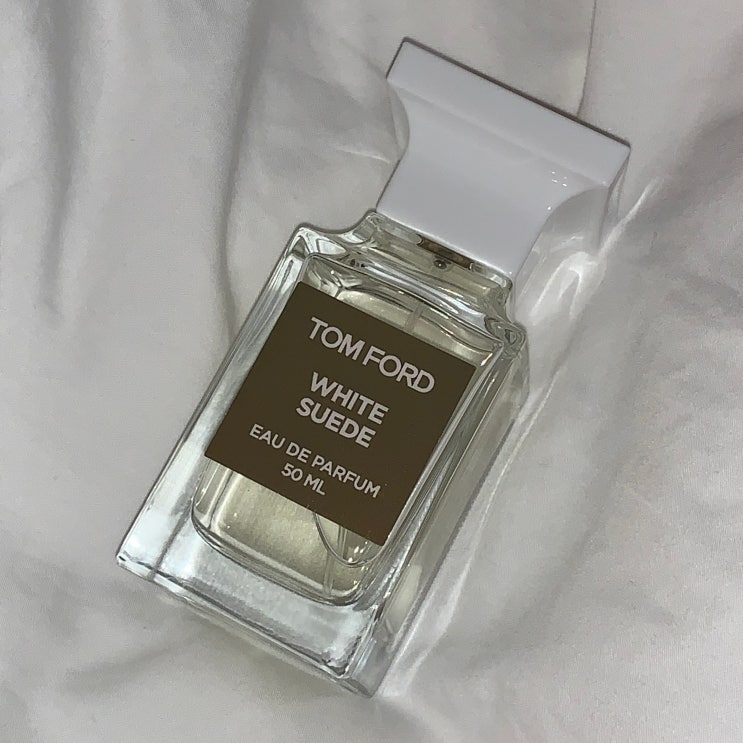 TOM FORD
WHITE
SUEDE
EAU DE PARFUM
50 ML